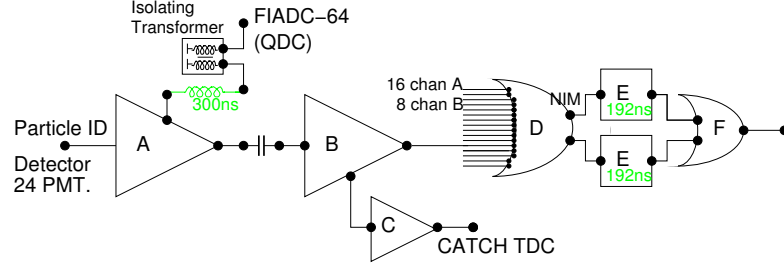 Isolating
Transformer
FIADC−64
(QDC)
300ns
16 chan A
8 chan B
NIM
E
192ns
Particle ID
A
B
D
F
Detector
24 PMT.
E
192ns
C
CATCH TDC